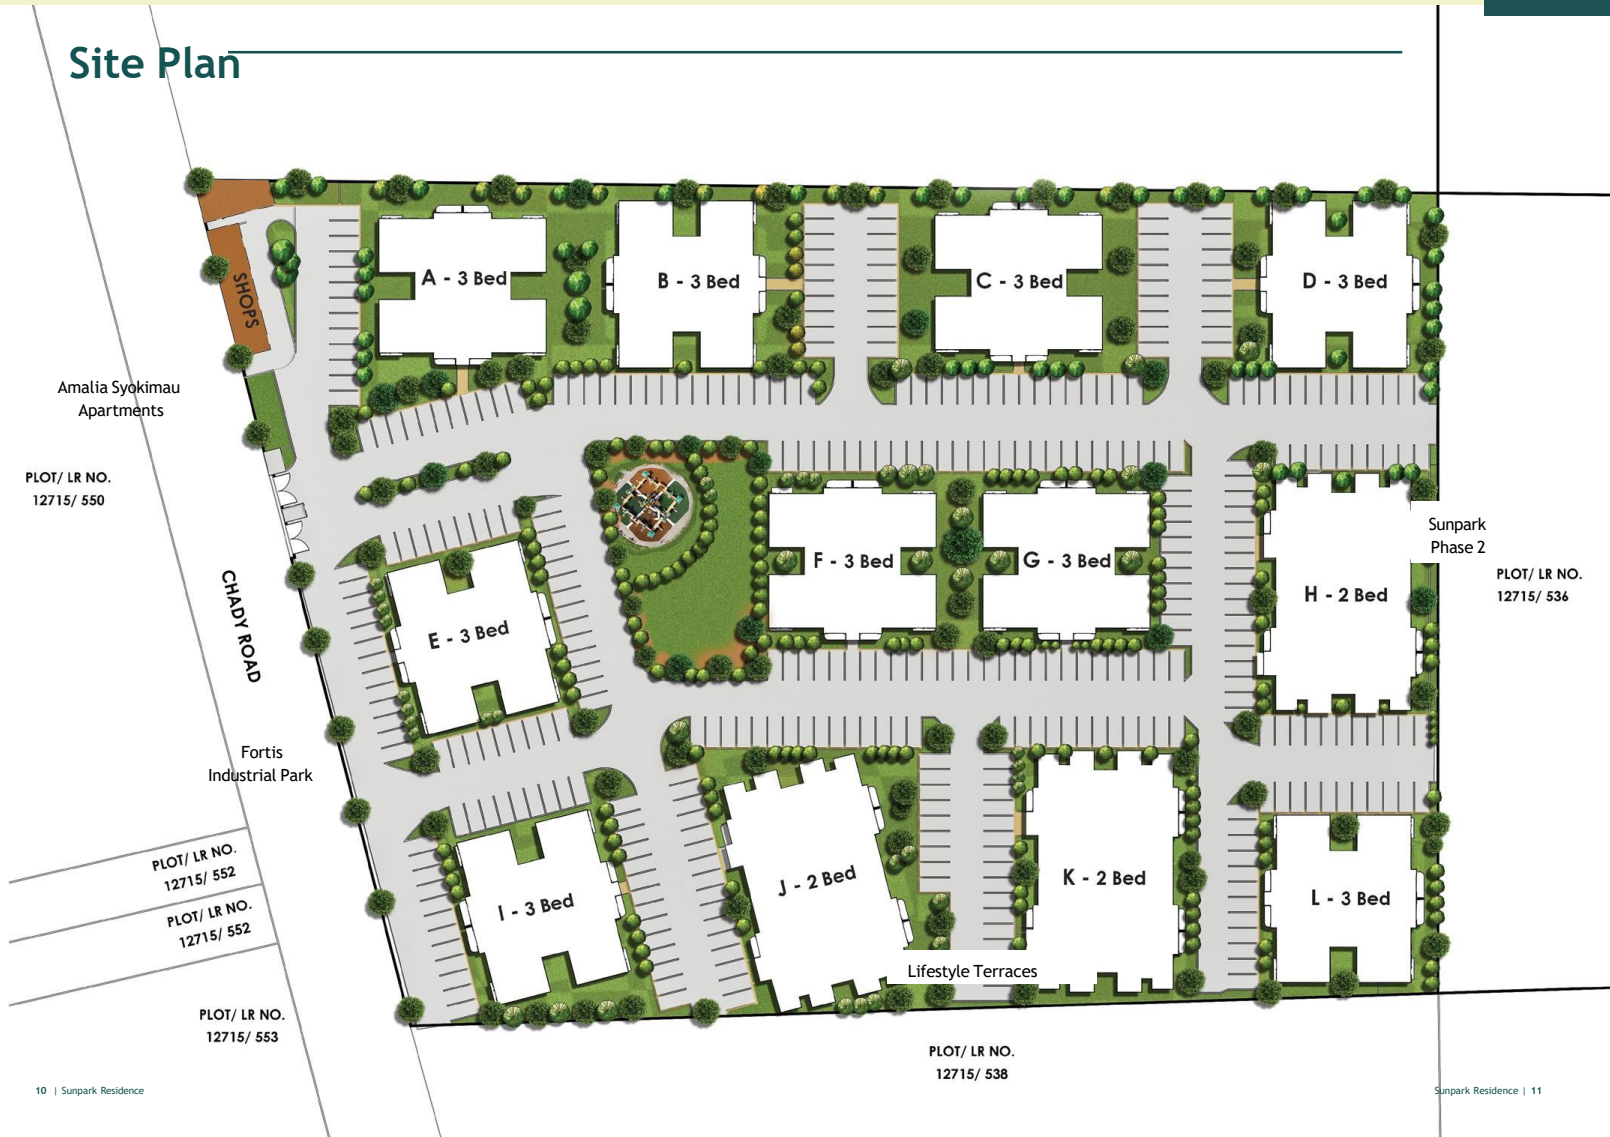 Site Plan
SHOPS
A - 3 Bed
B - 3 Bed
C - 3 Bed
D - 3 Bed
Amalia Syokimau
Apartments
PLOT/ LR NO.
12715/ 550
CHADY ROAD
E - 3 Bed
F - 3 Bed
G - 3 Bed
H - 2 Bed
Sunpark
Phase 2
PLOT/ LR NO.
12715/ 536
Fortis
Industrial Park
PLOT/ LR NO.
12715/ 552
PLOT/ LR NO.
12715/ 552
I - 3 Bed
J - 2 Bed
K - 2 Bed
L - 3 Bed
Lifestyle Terraces
PLOT/ LR NO.
12715/ 553
PLOT/ LR NO.
12715/ 538
10 | Sunpark Residence
Sunpark Residence | 11